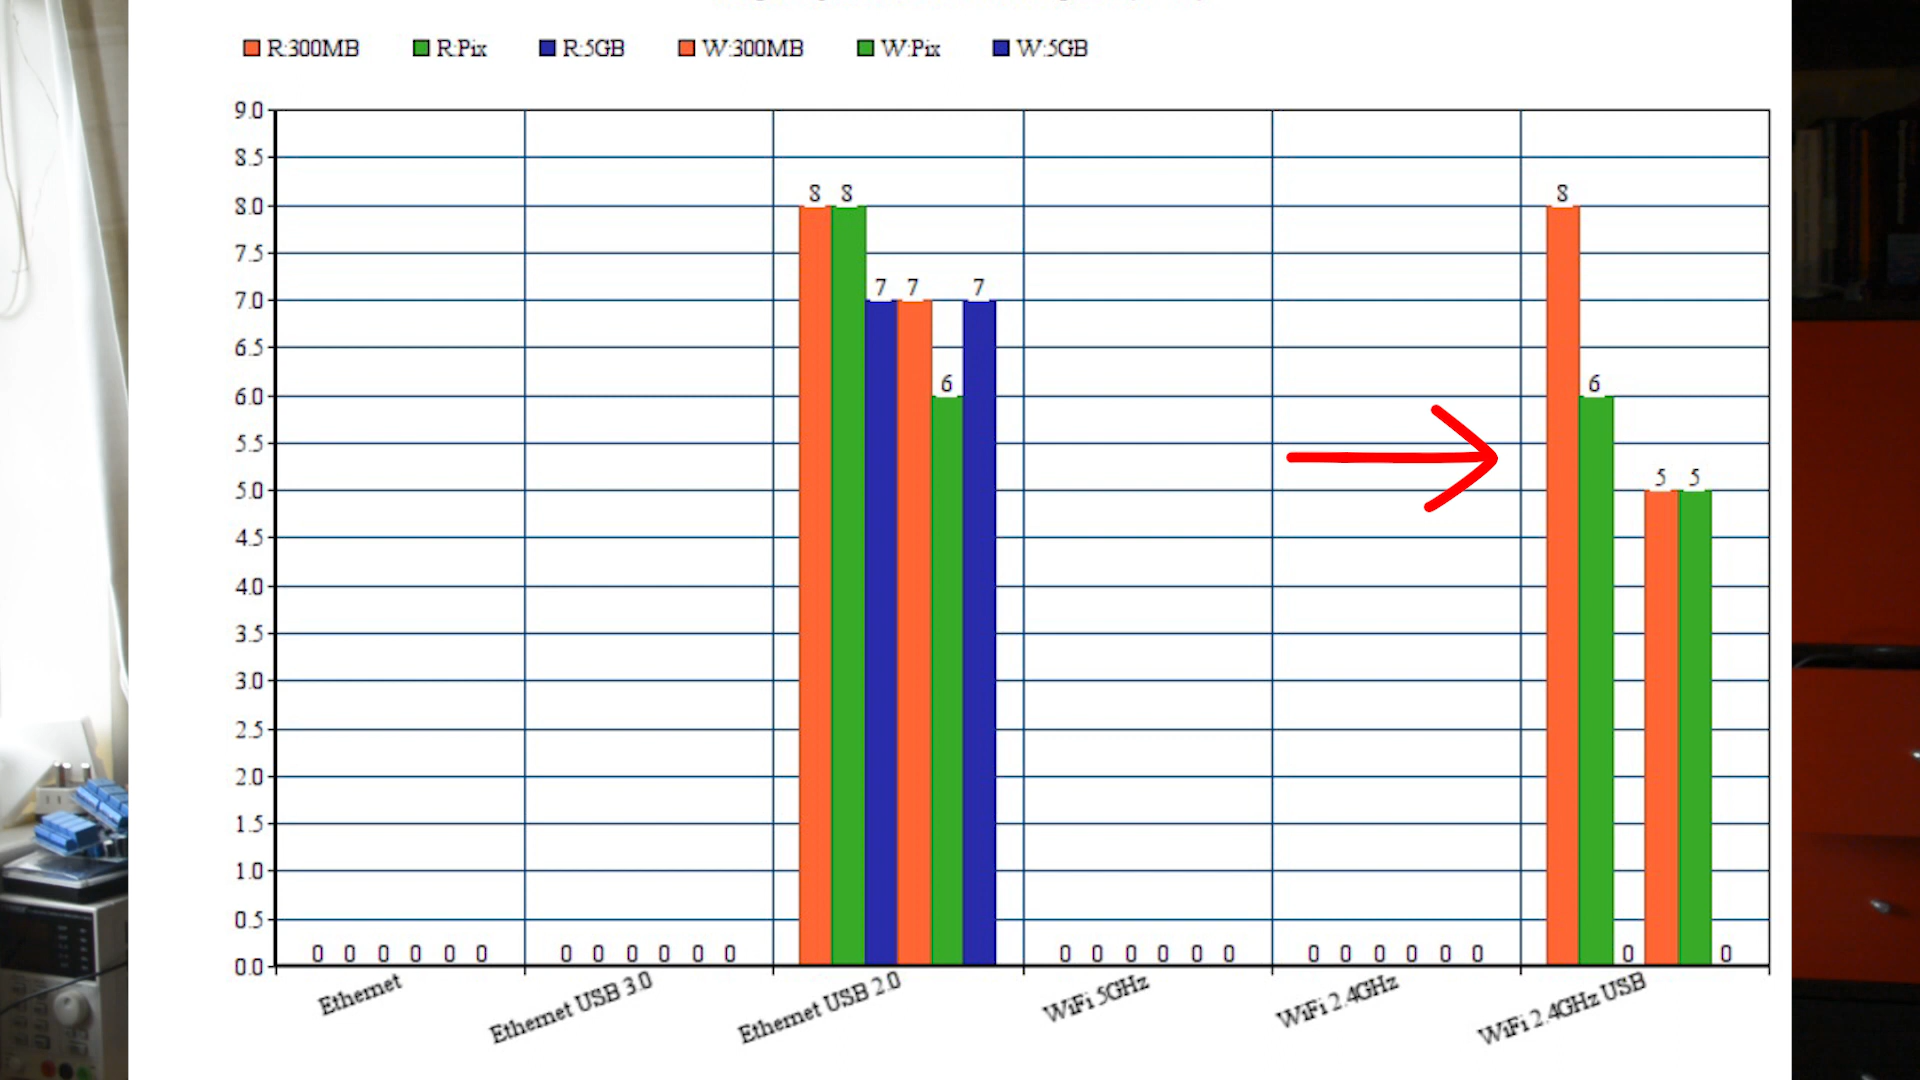 R:300MB R:Pix R:5GB W:300MB W:Pix W:5GB
9.0
8.5
8.0
7.5
7.0
6.5
6.0
5.5
5.0
4.5
4.0
3.5
3.0
2.5
2.0
1.5
1.0
0.5
0.0
0 0 0 0 0 0
0 0 0 0 0 0
8 8 7 7 6 7
0 0 0 0 0 0
0 0 0 0 0 0
8 6 0 5 5 0
Ethernet
Ethernet USB 3.0
Ethernet USB 2.0
WiFi 5GHz
WiFi 2.4GHz
WiFi 2.4GHz USB